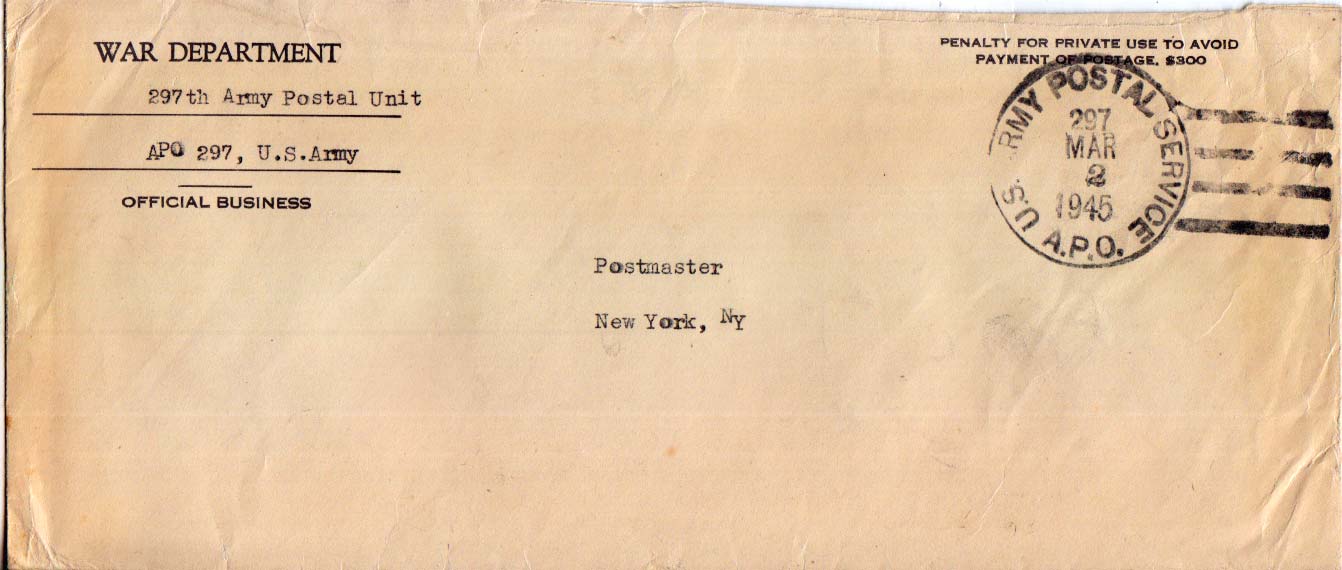 WAR DEPARTMENT
297th Army Postal Unit
APO 297, U.S.Army
OFFICIAL BUSINESS
PENALTY FOR PRIVATE USE TO AVOID
PAYMENT OF POSTAGE, $300
U.S. ARMY POSTAL SERVICE
297
MAR
2
1945
A.P.O.
Postmaster
New York, NY